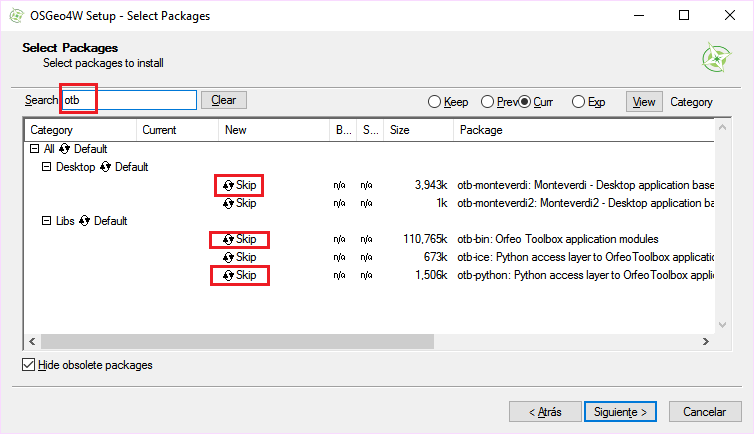 OSGeo4W Setup - Select Packages
Select Packages
Select packages to install
Search otb Clear Keep Prev Curr Exp View Category
Category Current New B... S... Size Package
All Default
Desktop Default
Skip n/a n/a 3,943k otb-monteverdi: Monteverdi - Desktop application base
Skip n/a n/a 1k otb-monteverdi2: Monteverdi2 - Desktop application ba
Libs Default
Skip n/a n/a 110,765k otb-bin: Orfeo Toolbox application modules
Skip n/a n/a 673k otb-ice: Python access layer to OrfeoToolbox application
Skip n/a n/a 1,506k otb-python: Python access layer to OrfeoToolbox applica
Hide obsolete packages
< Atrás Siguiente > Cancelar